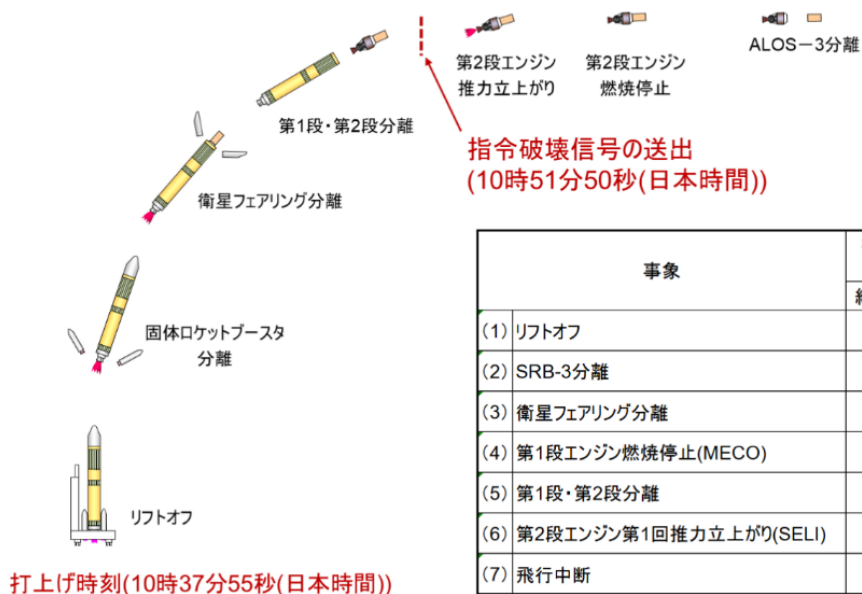 第2段エンジン
推力立上がり
第2段エンジン
燃焼停止
ALOS－3分離
第1段・第2段分離
指令破壊信号の送出
(10時51分50秒(日本時間))
衛星フェアリング分離
固体ロケットブースタ
分離
リフトオフ
打上げ時刻(10時37分55秒(日本時間))
事象
(1) リフトオフ
(2) SRB-3分離
(3) 衛星フェアリング分離
(4) 第1段エンジン燃焼停止(MECO)
(5) 第1段・第2段分離
(6) 第2段エンジン第1回推力立上がり(SELI)
(7) 飛行中断